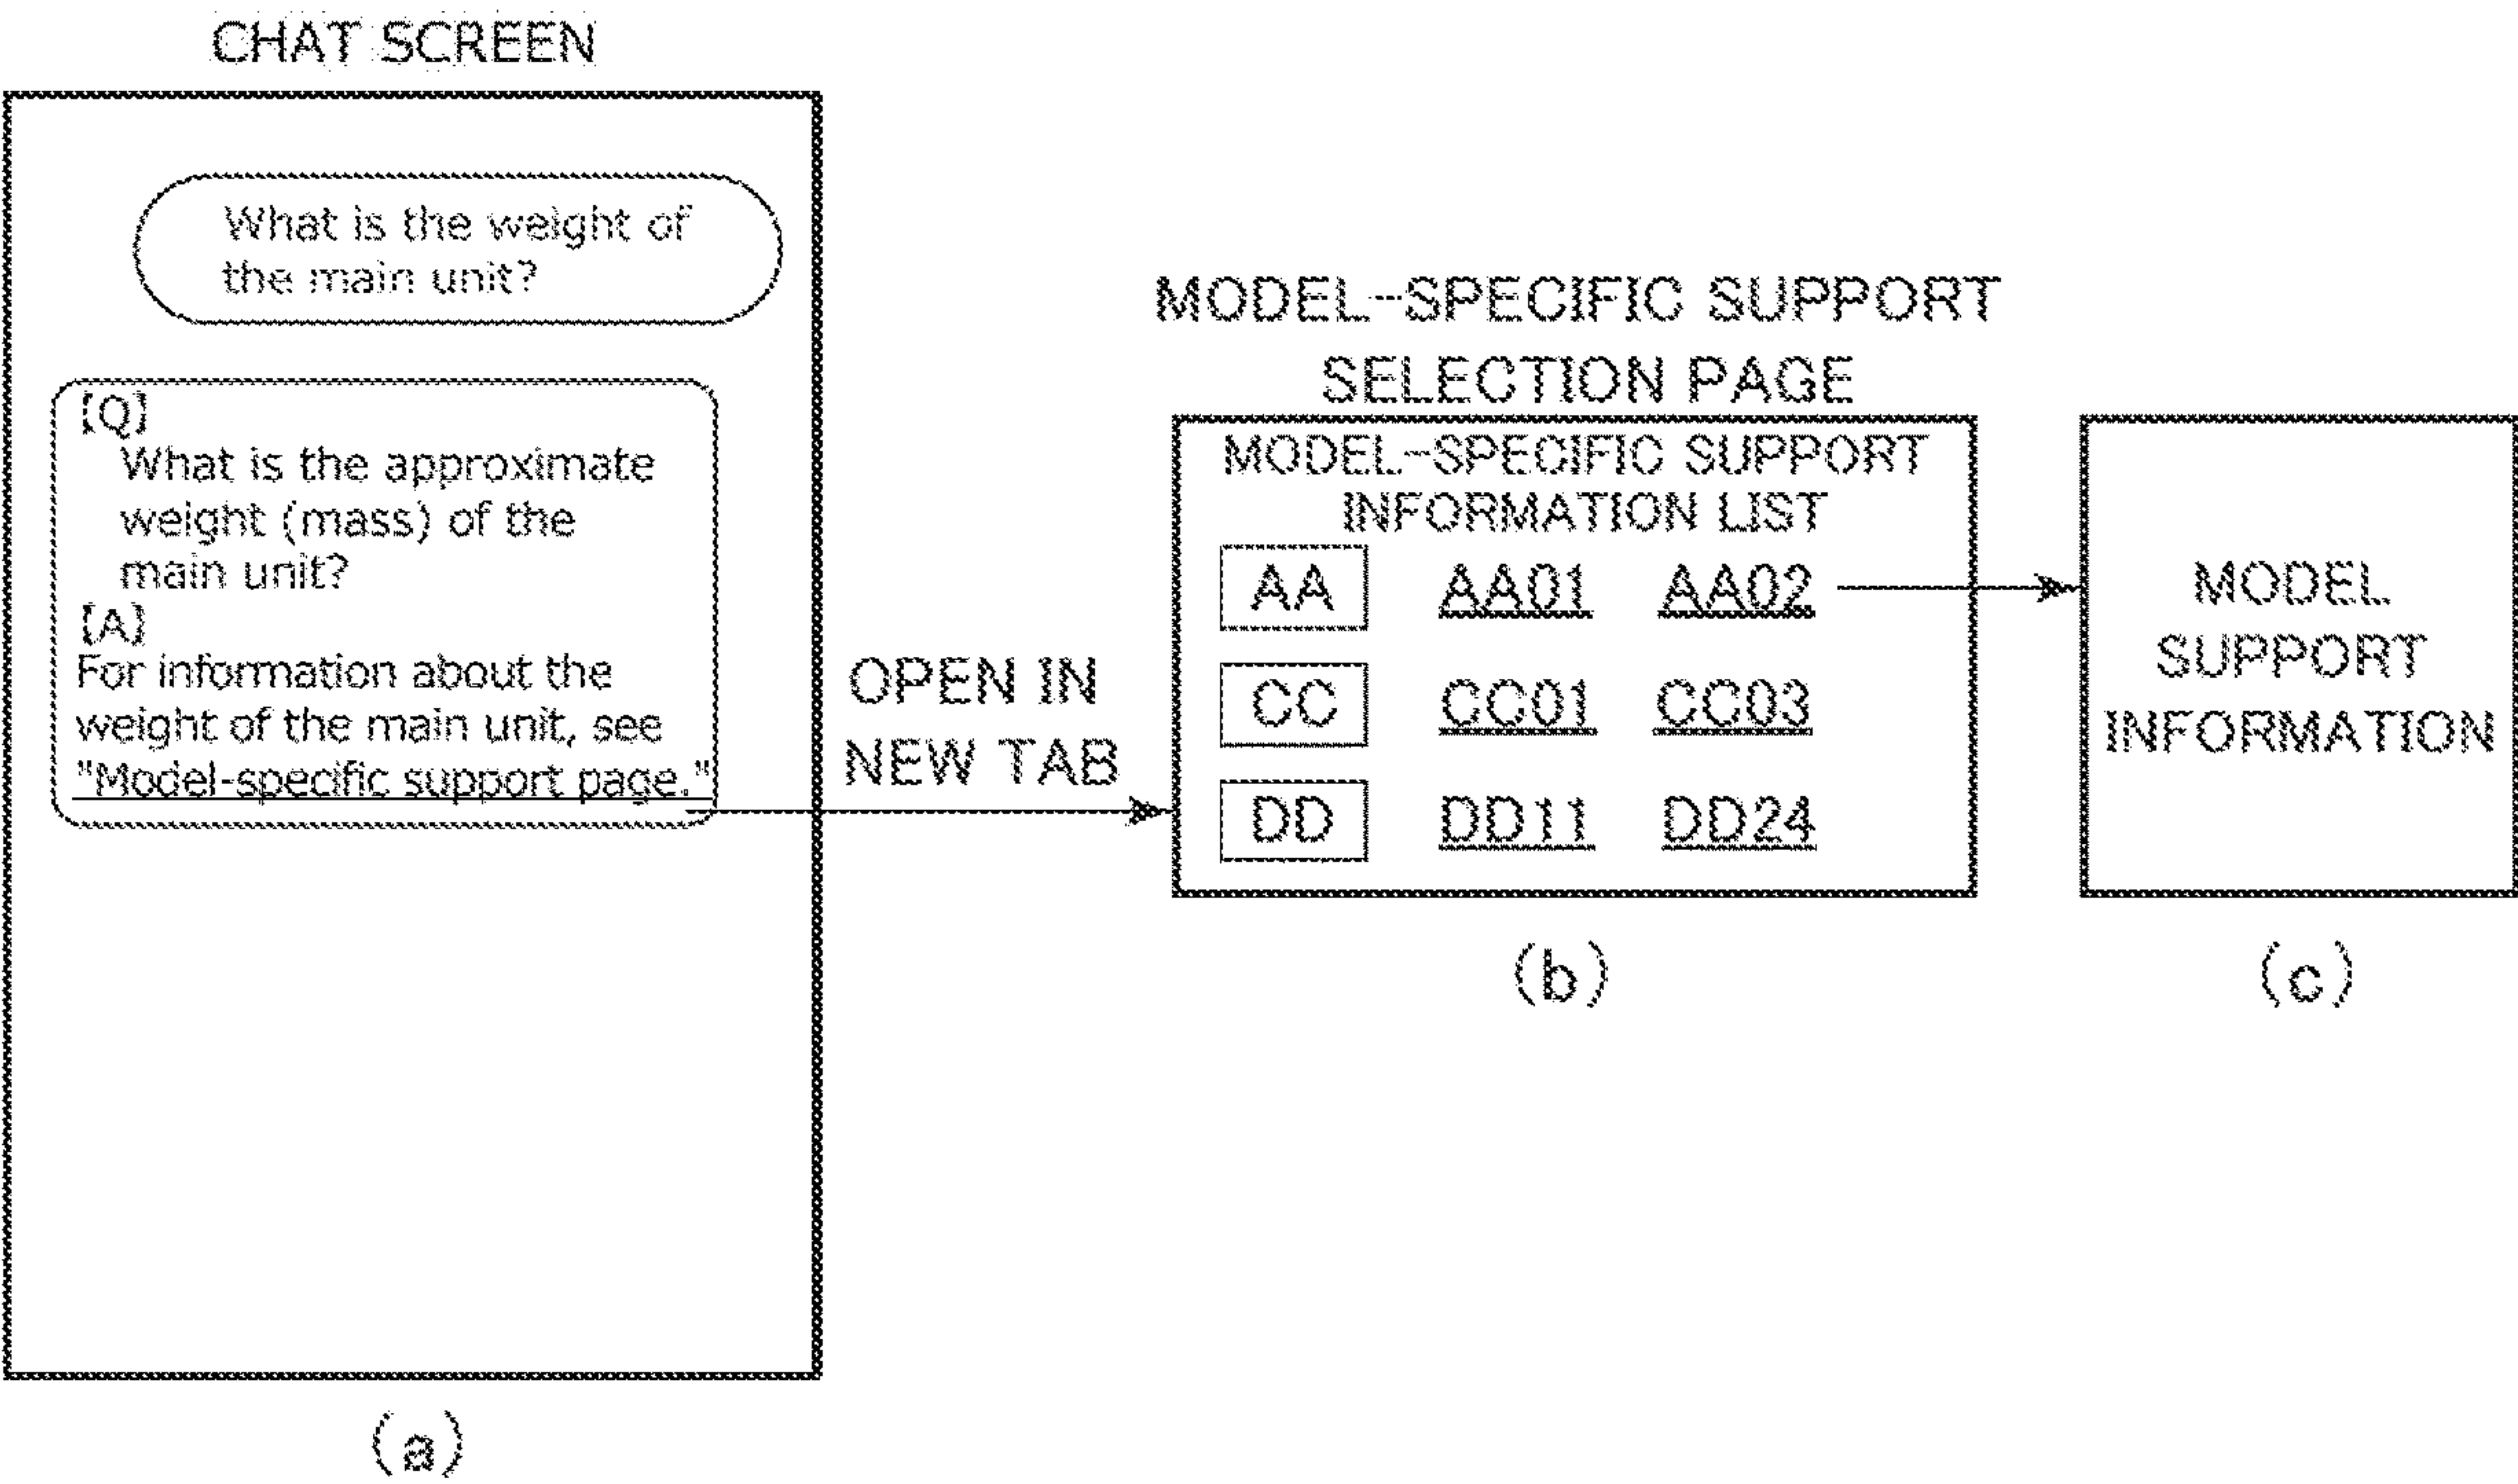 CHAT SCREEN
What is the weight of
the main unit?
[Q]
What is the approximate
weight (mass) of the
main unit?
[A]
For information about the
weight of the main unit, see
"Model-specific support page."
(a)
OPEN IN
NEW TAB
MODEL-SPECIFIC SUPPORT
SELECTION PAGE
MODEL-SPECIFIC SUPPORT
INFORMATION LIST
AA AA01 AA02
CC CC01 CC03
DD DD11 DD24
(b)
MODEL
SUPPORT
INFORMATION
(c)